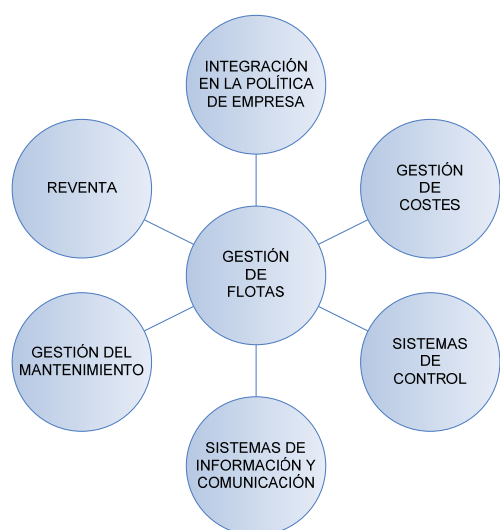 INTEGRACIÓN
EN LA POLÍTICA
DE EMPRESA
REVENTA
GESTIÓN
DE
COSTES
GESTIÓN
DE
FLOTAS
GESTIÓN DEL
MANTENIMIENTO
SISTEMAS
DE
CONTROL
SISTEMAS DE
INFORMACIÓN Y
COMUNICACIÓN